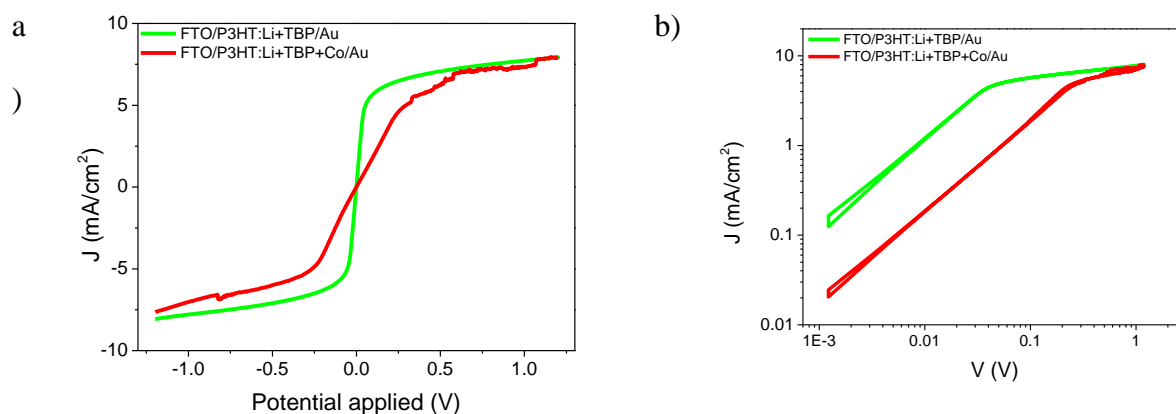 a
)
10
5
0
-5
-10
J (mA/cm²)
FTO/P3HT:Li+TBP/Au
FTO/P3HT:Li+TBP+Co/Au
-1.0 -0.5 0.0 0.5 1.0
Potential applied (V)
b)
10
1
0.1
0.01
J (mA/cm²)
FTO/P3HT:Li+TBP/Au
FTO/P3HT:Li+TBP+Co/Au
1E-3 0.01 0.1 1
V (V)